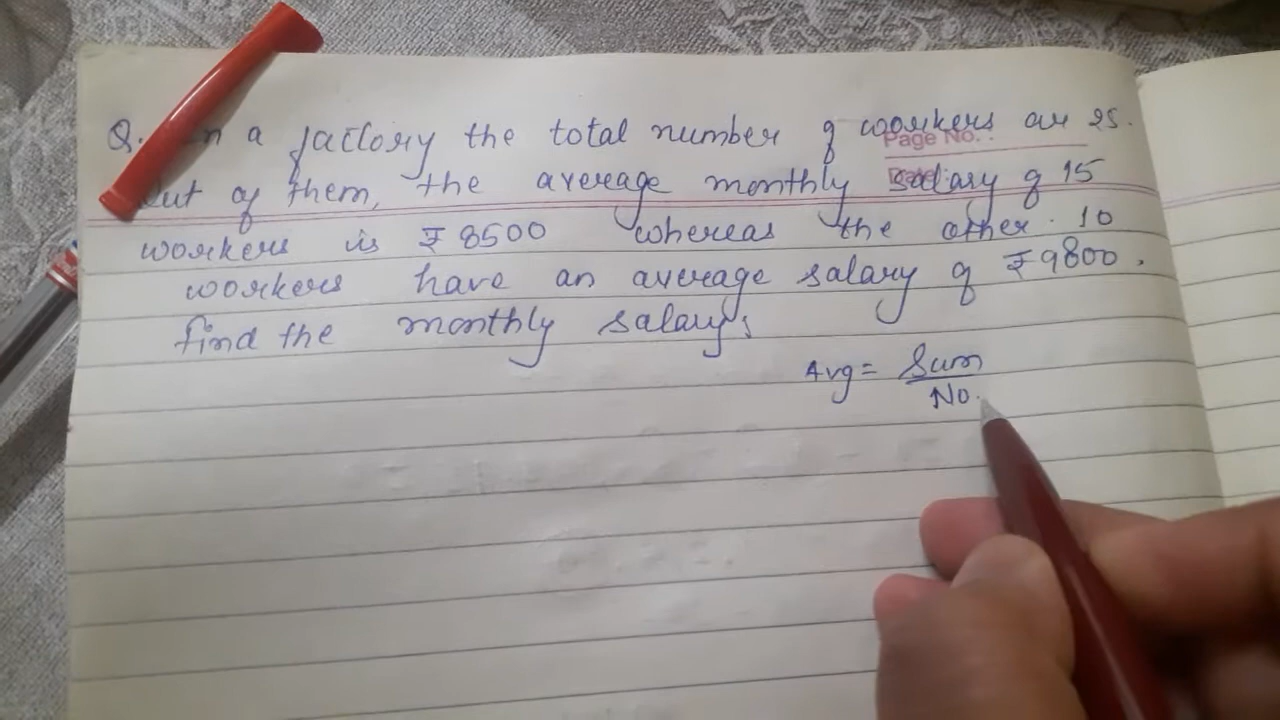 Q. In a factory the total number of workers are 25.
Page No. :
Out of them, the average monthly salary of 15
workers is ₹ 8500 whereas the other 10
workers have an average salary of ₹ 9800.
find the monthly salary.
Avg = Sum
No.